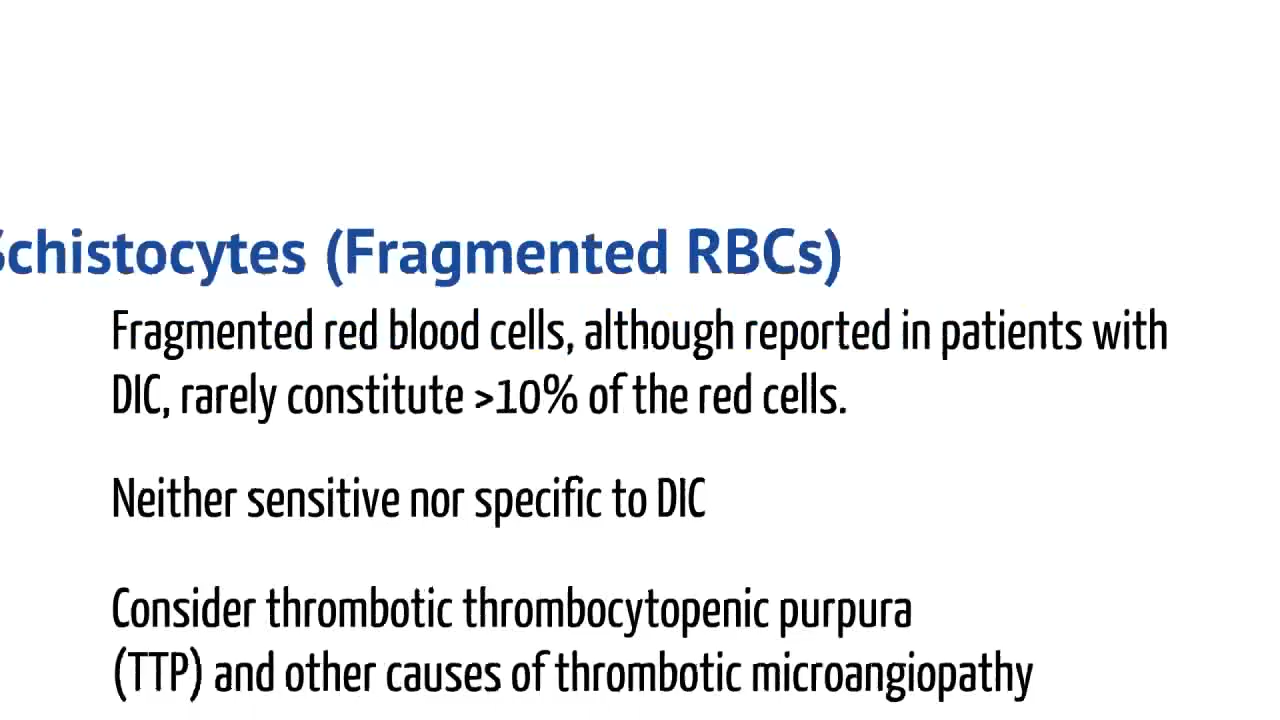 Schistocytes (Fragmented RBCs)
Fragmented red blood cells, although reported in patients with
DIC, rarely constitute >10% of the red cells.
Neither sensitive nor specific to DIC
Consider thrombotic thrombocytopenic purpura
(TTP) and other causes of thrombotic microangiopathy